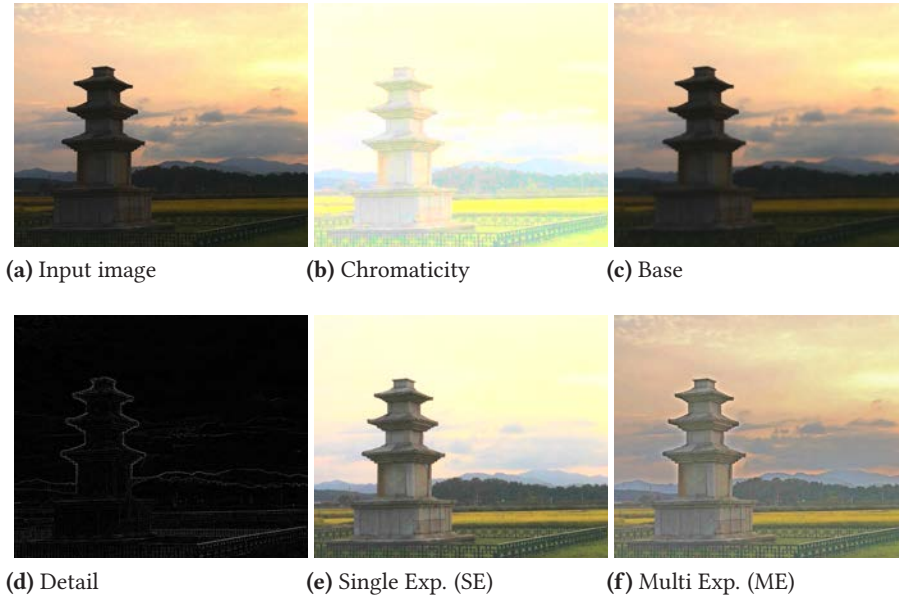 (a) Input image
(b) Chromaticity
(c) Base
(d) Detail
(e) Single Exp. (SE)
(f) Multi Exp. (ME)